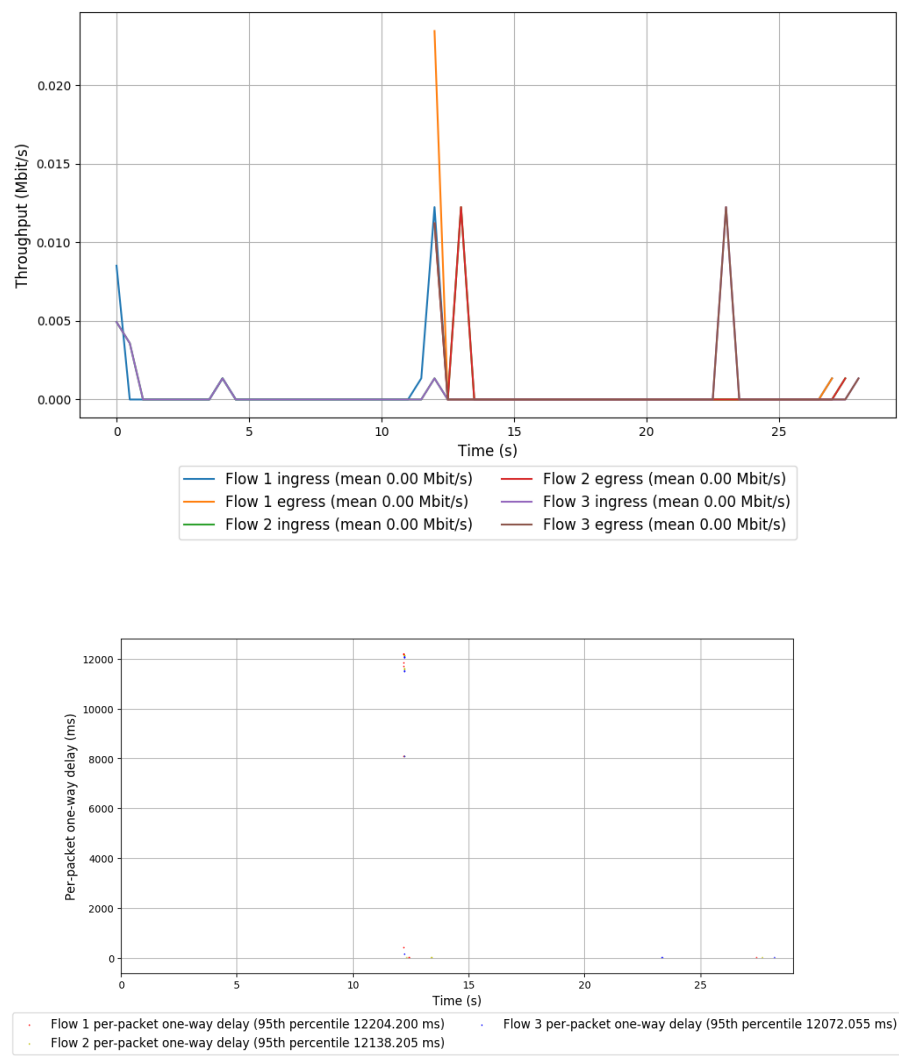 Throughput (Mbit/s)
0.020
0.015
0.010
0.005
0.000
0 5 10 15 20 25
Time (s)
Flow 1 ingress (mean 0.00 Mbit/s)
Flow 1 egress (mean 0.00 Mbit/s)
Flow 2 ingress (mean 0.00 Mbit/s)
Flow 2 egress (mean 0.00 Mbit/s)
Flow 3 ingress (mean 0.00 Mbit/s)
Flow 3 egress (mean 0.00 Mbit/s)
Per-packet one-way delay (ms)
12000
10000
8000
6000
4000
2000
0
0 5 10 15 20 25
Time (s)
Flow 1 per-packet one-way delay (95th percentile 12204.200 ms)
Flow 2 per-packet one-way delay (95th percentile 12138.205 ms)
Flow 3 per-packet one-way delay (95th percentile 12072.055 ms)